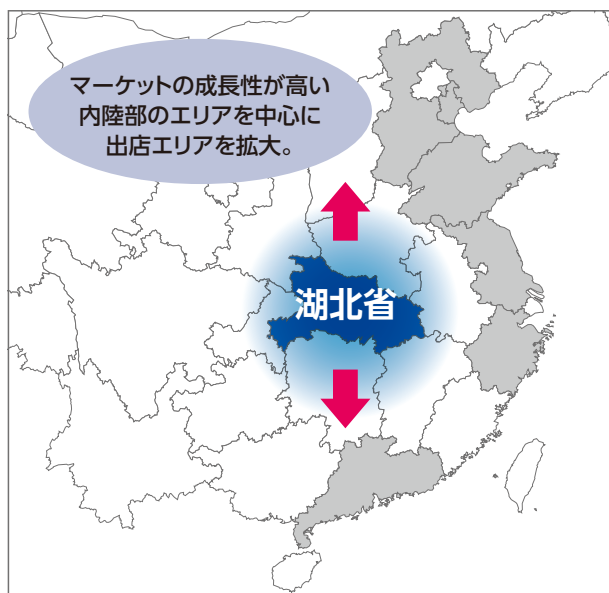 マーケットの成長性が高い
内陸部のエリアを中心に
出店エリアを拡大。
湖北省